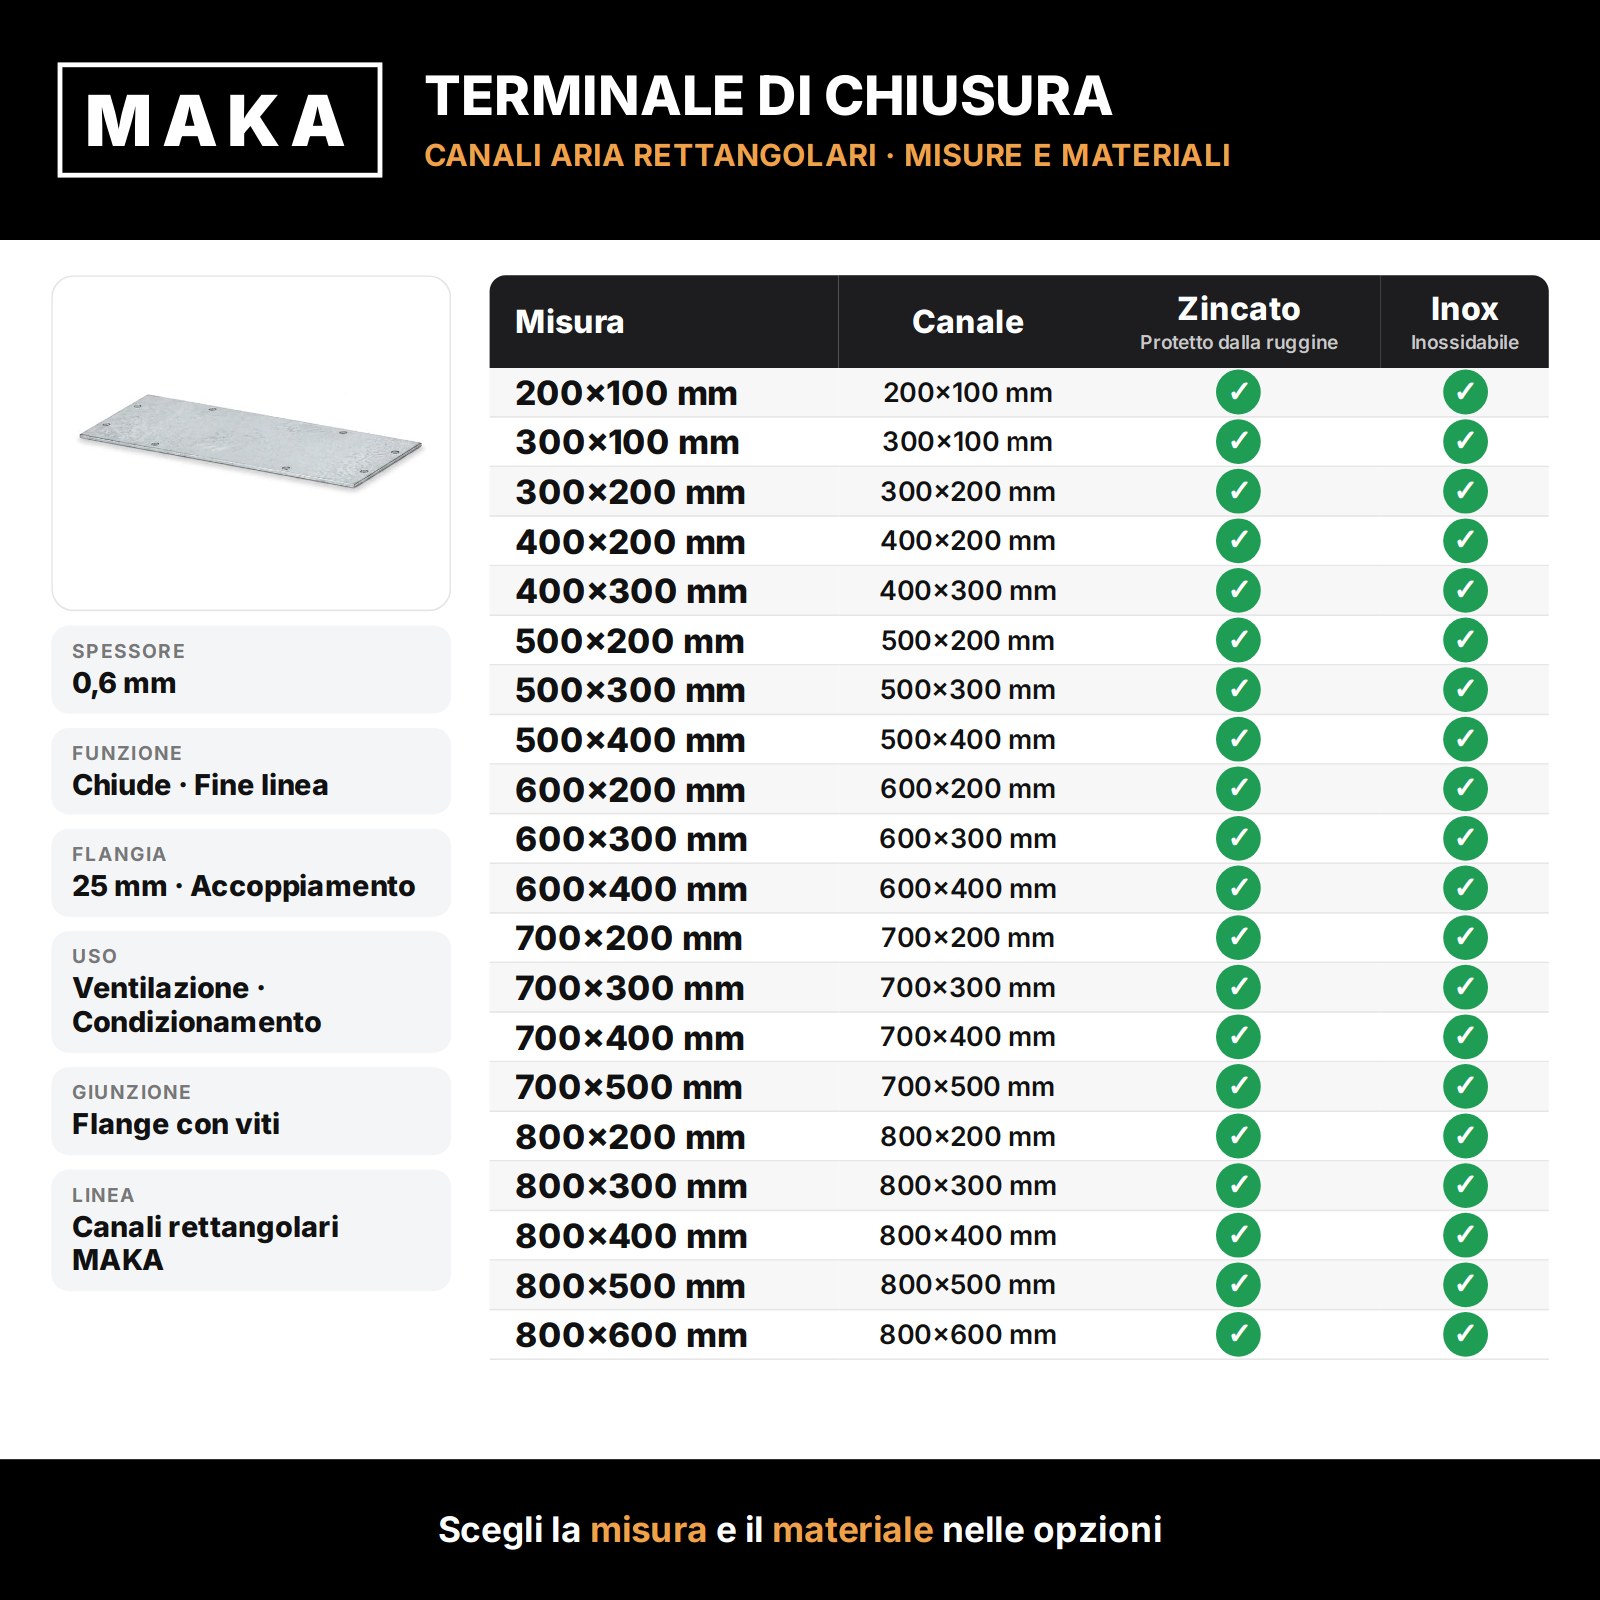 MAKA
TERMINALE DI CHIUSURA
CANALI ARIA RETTANGOLARI · MISURE E MATERIALI
SPESSORE
0,6 mm
FUNZIONE
Chiude · Fine linea
FLANGIA
25 mm · Accoppiamento
USO
Ventilazione ·
Condizionamento
GIUNZIONE
Flange con viti
LINEA
Canali rettangolari
MAKA
Misura Canale Zincato Inox
Protetto dalla ruggine Inossidabile
200×100 mm 200×100 mm ✓ ✓
300×100 mm 300×100 mm ✓ ✓
300×200 mm 300×200 mm ✓ ✓
400×200 mm 400×200 mm ✓ ✓
400×300 mm 400×300 mm ✓ ✓
500×200 mm 500×200 mm ✓ ✓
500×300 mm 500×300 mm ✓ ✓
500×400 mm 500×400 mm ✓ ✓
600×200 mm 600×200 mm ✓ ✓
600×300 mm 600×300 mm ✓ ✓
600×400 mm 600×400 mm ✓ ✓
700×200 mm 700×200 mm ✓ ✓
700×300 mm 700×300 mm ✓ ✓
700×400 mm 700×400 mm ✓ ✓
700×500 mm 700×500 mm ✓ ✓
800×200 mm 800×200 mm ✓ ✓
800×300 mm 800×300 mm ✓ ✓
800×400 mm 800×400 mm ✓ ✓
800×500 mm 800×500 mm ✓ ✓
800×600 mm 800×600 mm ✓ ✓
Scegli la misura e il materiale nelle opzioni